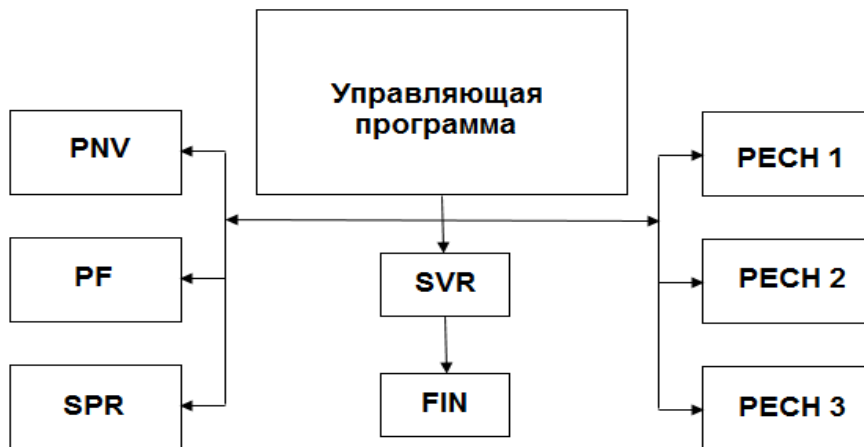 Управляющая
программа
PNV
PECH 1
PF
SVR
PECH 2
SPR
FIN
PECH 3